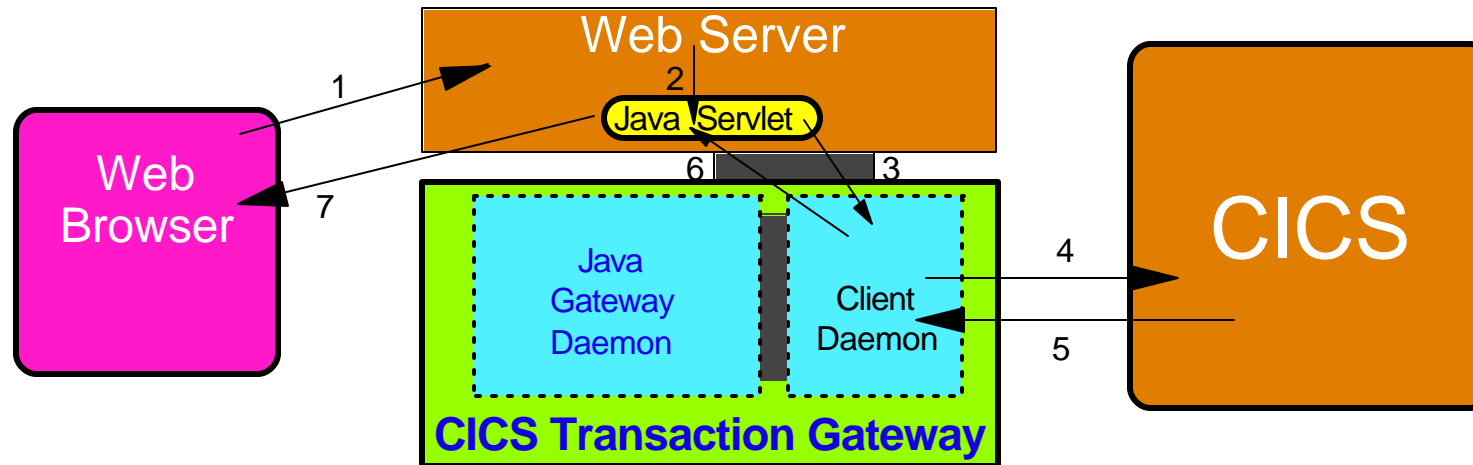 Web Server
1
2
Java Servlet
Web
Browser
7
6
3
Java
Gateway
Daemon
Client
Daemon
4
5
CICS
CICS Transaction Gateway